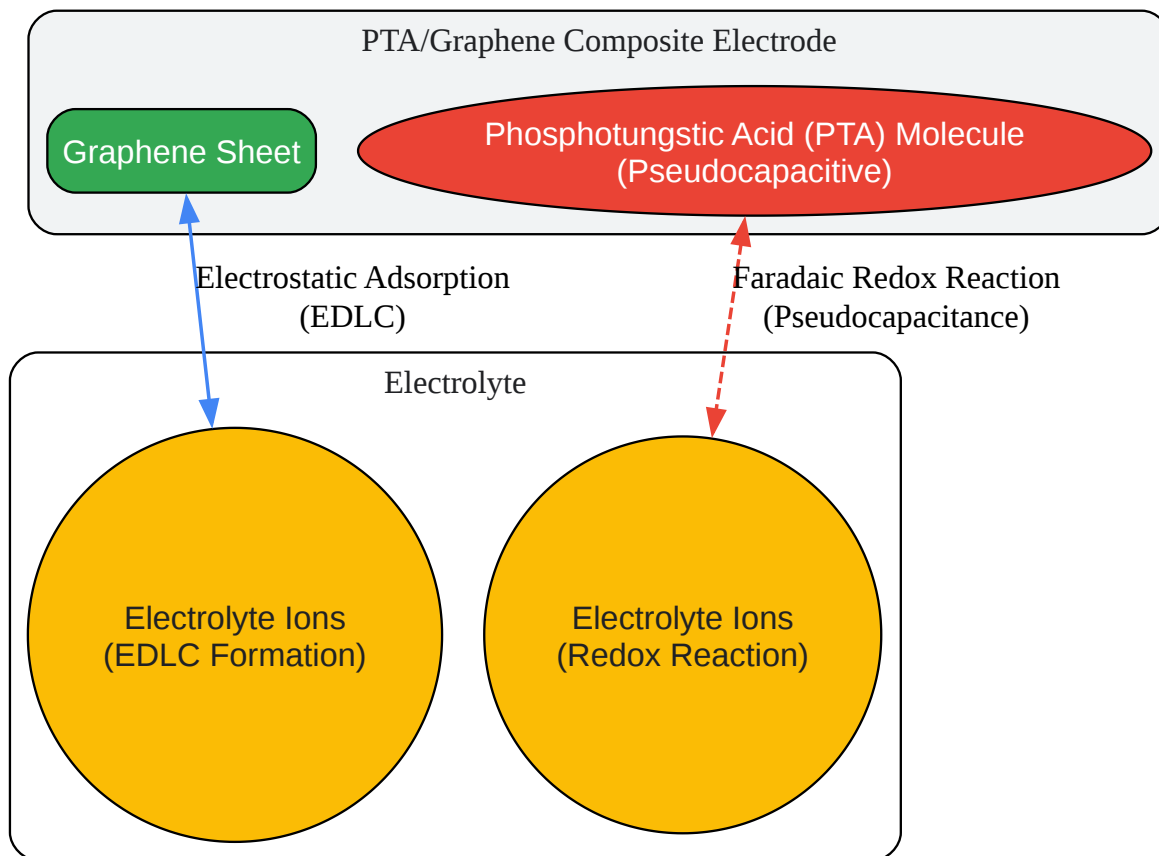 PTA/Graphene Composite Electrode
Graphene Sheet
Phosphotungstic Acid (PTA) Molecule
(Pseudocapacitive)
Electrostatic Adsorption
(EDLC)
Faradaic Redox Reaction
(Pseudocapacitance)
Electrolyte
Electrolyte Ions
(EDLC Formation)
Electrolyte Ions
(Redox Reaction)